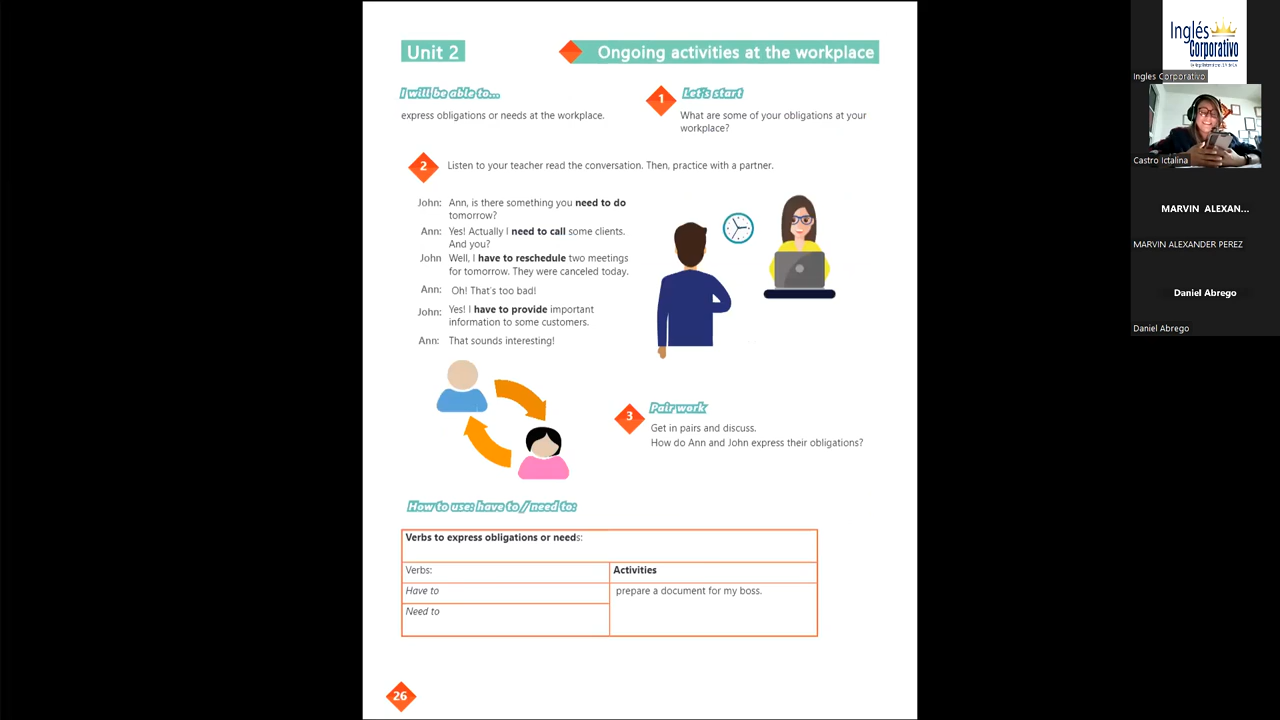 Unit 2
Ongoing activities at the workplace
I will be able to...
express obligations or needs at the workplace.
1
Let's start
What are some of your obligations at your
workplace?
2
Listen to your teacher read the conversation. Then, practice with a partner.
John: Ann, is there something you need to do
tomorrow?
Ann: Yes! Actually I need to call some clients.
And you?
John Well, I have to reschedule two meetings
for tomorrow. They were canceled today.
Ann: Oh! That's too bad!
John: Yes! I have to provide important
information to some customers.
Ann: That sounds interesting!
3
Pair work
Get in pairs and discuss.
How do Ann and John express their obligations?
How to use: have to / need to:
Verbs to express obligations or needs:
Verbs:
Activities
Have to
prepare a document for my boss.
Need to
26
Inglés
Corporativo
Ingles Corporativo
Castro Ictalina
MARVIN ALEXAN...
MARVIN ALEXANDER PEREZ
Daniel Abrego
Daniel Abrego